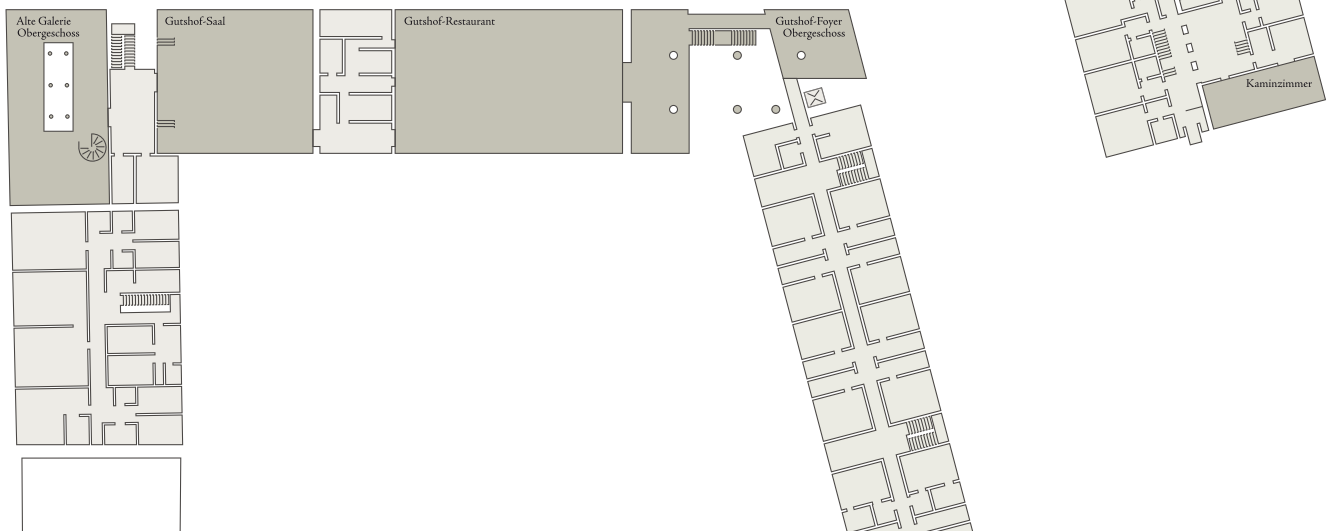 Alte Galerie
Obergeschoss
Gutshof-Saal
Gutshof-Restaurant
Gutshof-Foyer
Obergeschoss
Kaminzimmer